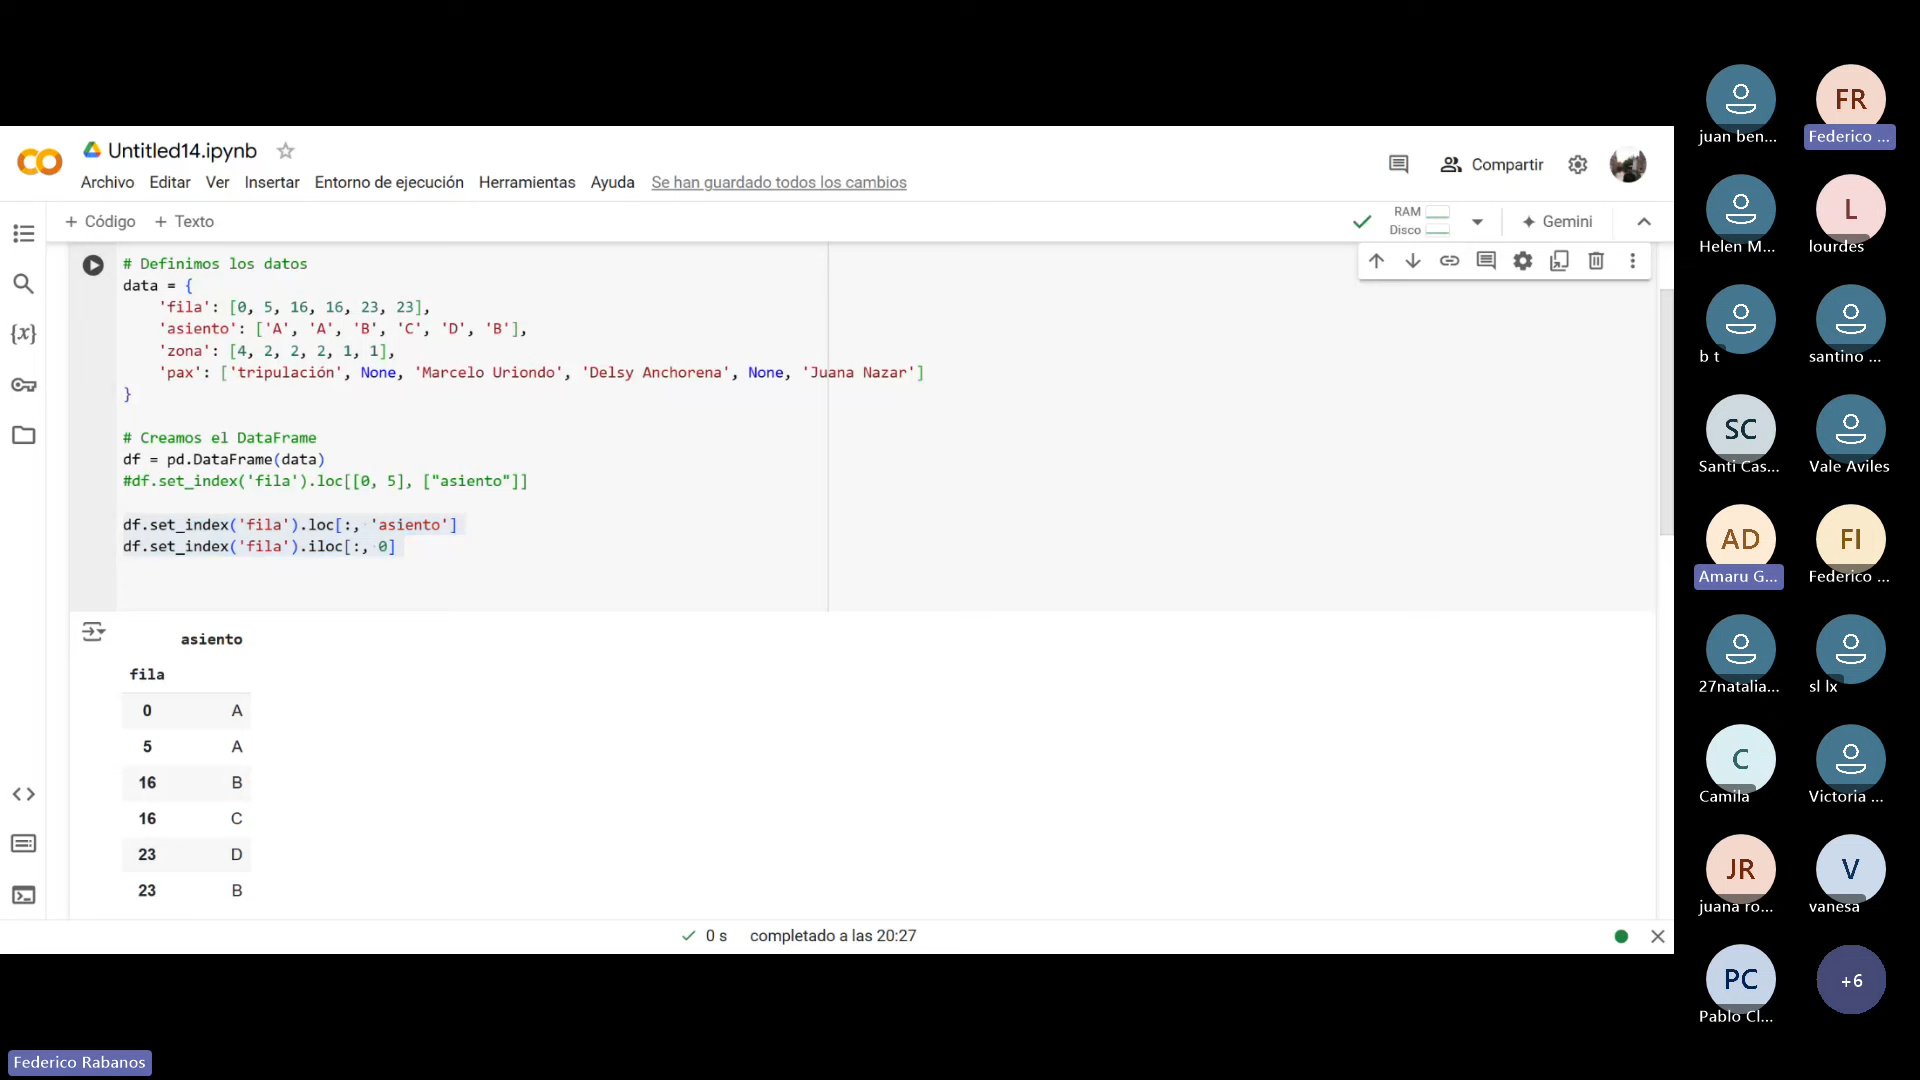 Untitled14.ipynb
Archivo Editar Ver Insertar Entorno de ejecución Herramientas Ayuda Se han guardado todos los cambios
Compartir
+ Código + Texto
RAM
Disco
Gemini
# Definimos los datos
data = {
    'fila': [0, 5, 16, 16, 23, 23],
    'asiento': ['A', 'A', 'B', 'C', 'D', 'B'],
    'zona': [4, 2, 2, 2, 1, 1],
    'pax': ['tripulación', None, 'Marcelo Uriondo', 'Delsy Anchorena', None, 'Juana Nazar']
}
# Creamos el DataFrame
df = pd.DataFrame(data)
#df.set_index('fila').loc[[0, 5], ["asiento"]]
df.set_index('fila').loc[:, 'asiento']
df.set_index('fila').iloc[:, 0]
asiento
fila
0 A
5 A
16 B
16 C
23 D
23 B
0 s completado a las 20:27
juan ben...
FR
Federico ...
Helen M...
L
lourdes
b t
santino ...
SC
Santi Cas...
Vale Aviles
AD
Amaru G...
FI
Federico ...
27natalia...
sl lx
C
Camila
Victoria ...
JR
juana ro...
V
vanesa
PC
Pablo Cl...
+6
Federico Rabanos